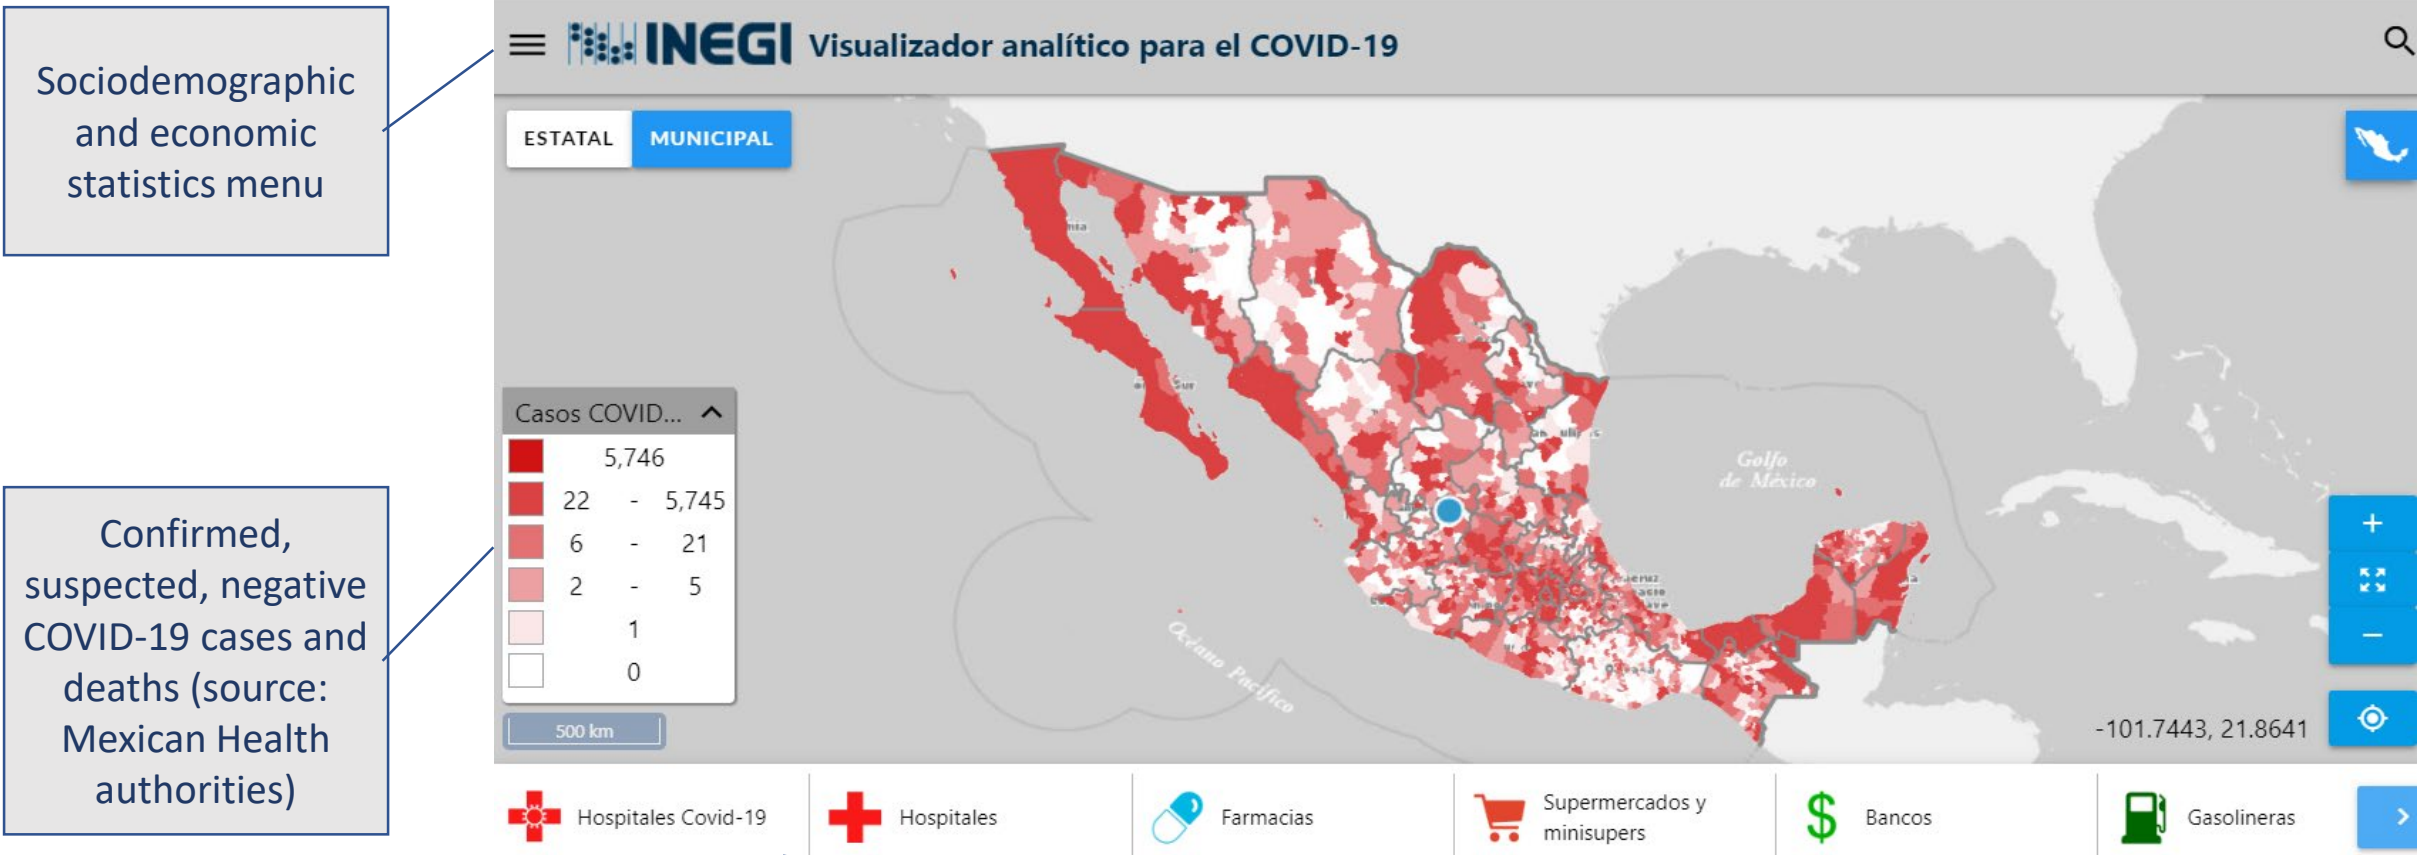 Sociodemographic
and economic
statistics menu
Confirmed,
suspected, negative
COVID-19 cases and
deaths (source:
Mexican Health
authorities)
INEGI Visualizador analítico para el COVID-19
ESTATAL MUNICIPAL
Casos COVID...
5,746
22 - 5,745
6 - 21
2 - 5
1
0
500 km
Golfo
de México
Océano Pacífico
-101.7443, 21.8641
Hospitales Covid-19
Hospitales
Farmacias
Supermercados y
minisupers
Bancos
Gasolineras